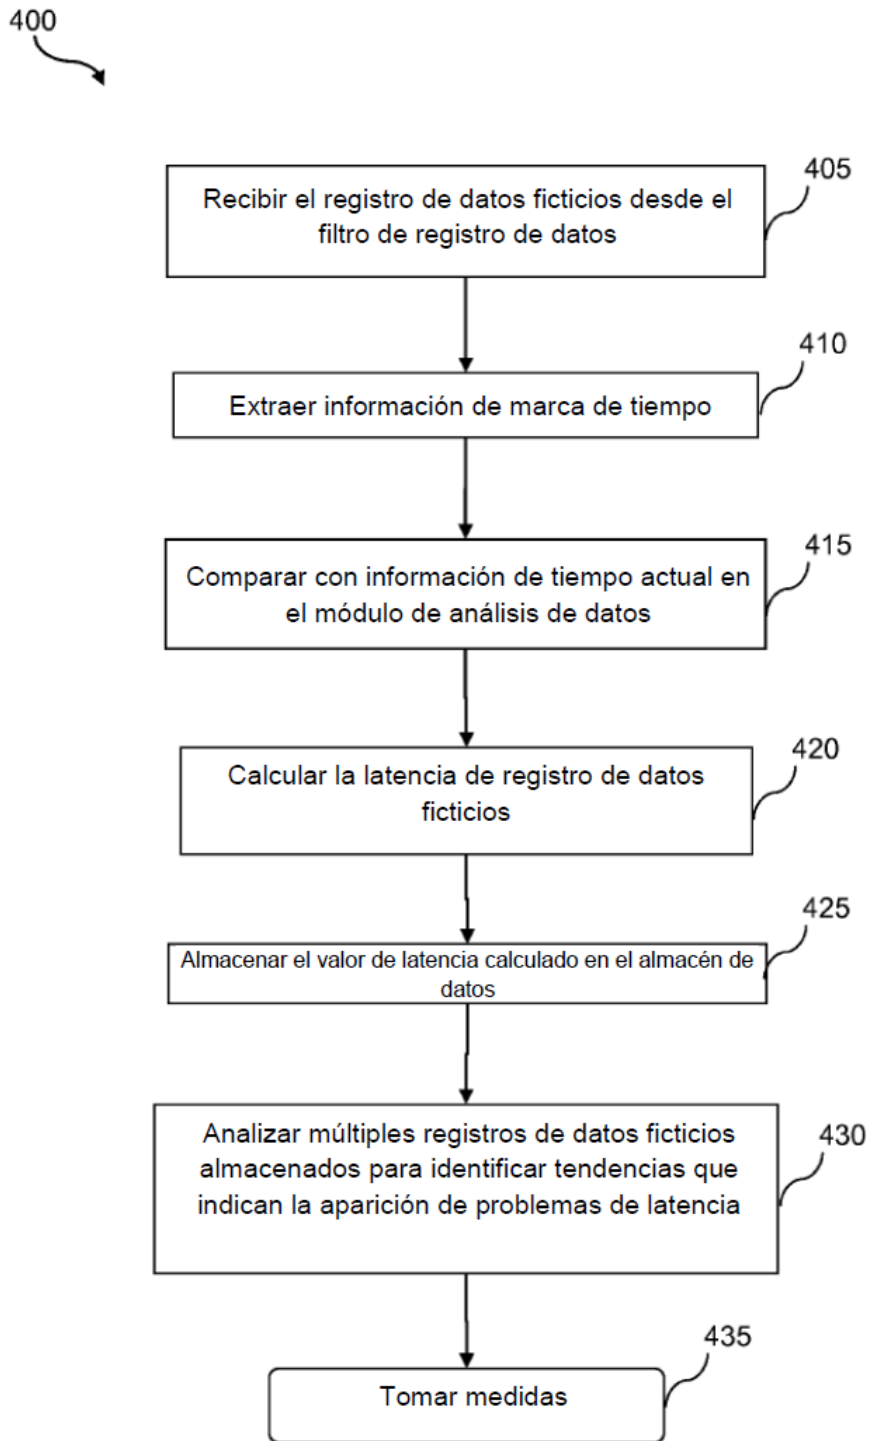 400
405
Recibir el registro de datos ficticios desde el
filtro de registro de datos
410
Extraer información de marca de tiempo
415
Comparar con información de tiempo actual en
el módulo de análisis de datos
420
Calcular la latencia de registro de datos
ficticios
425
Almacenar el valor de latencia calculado en el almacén de
datos
430
Analizar múltiples registros de datos ficticios
almacenados para identificar tendencias que
indican la aparición de problemas de latencia
435
Tomar medidas